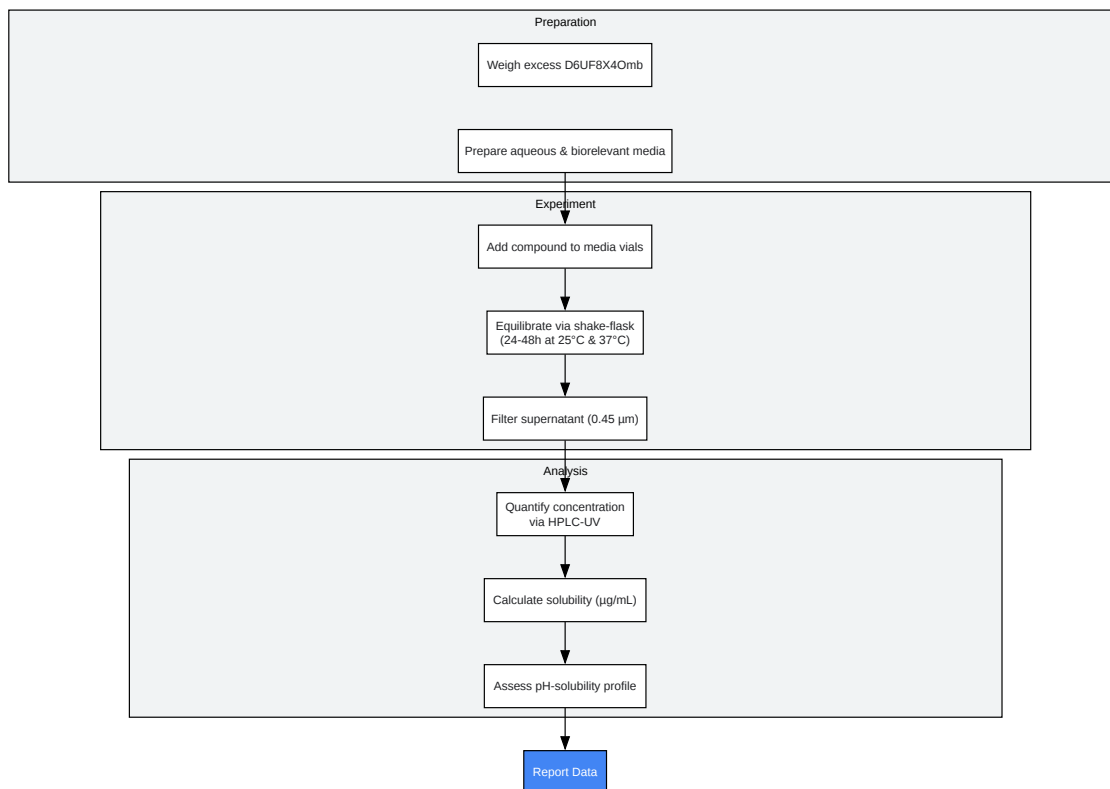 Preparation
Weigh excess D6UF8X4Omb
Prepare aqueous & biorelevant media
Experiment
Add compound to media vials
Equilibrate via shake-flask
(24-48h at 25°C & 37°C)
Filter supernatant (0.45 µm)
Analysis
Quantify concentration
via HPLC-UV
Calculate solubility (µg/mL)
Assess pH-solubility profile
Report Data